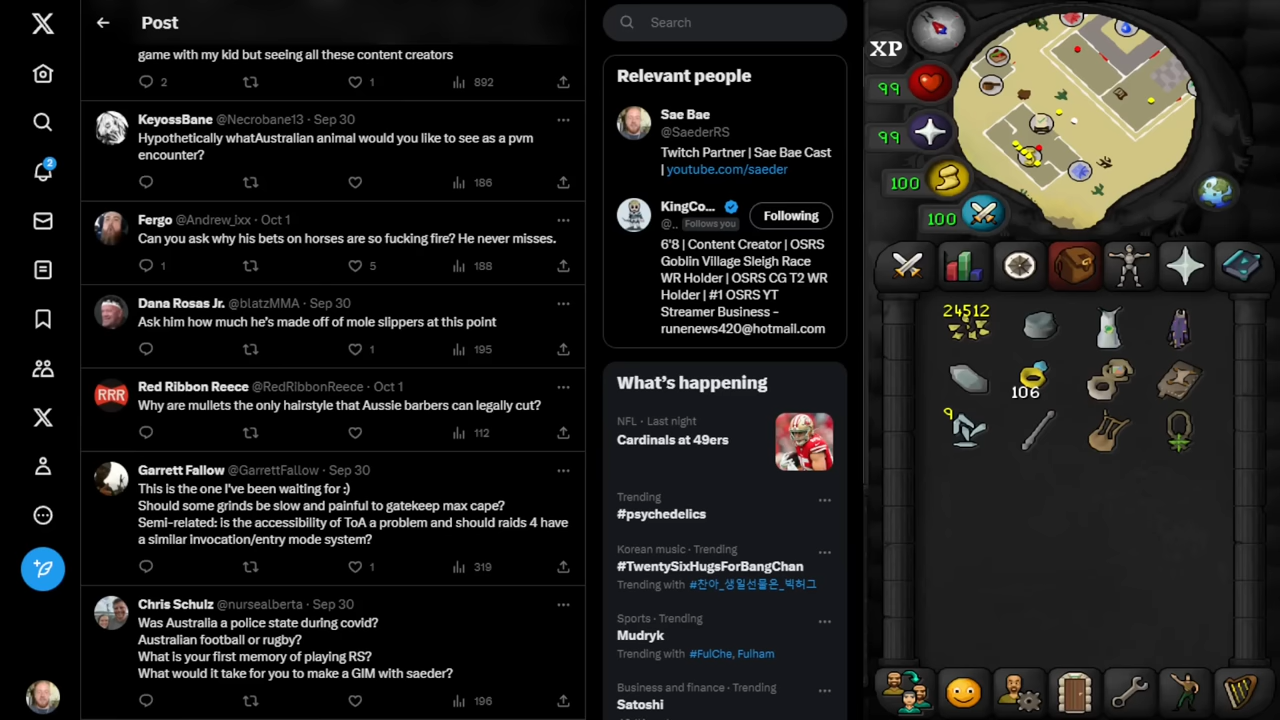 Post
game with my kid but seeing all these content creators
2
1
892
KeyossBane @Necrobane13 · Sep 30
Hypothetically whatAustralian animal would you like to see as a pvm
encounter?
186
Fergo @Andrew_ixx · Oct 1
Can you ask why his bets on horses are so fucking fire? He never misses.
1
5
188
Dana Rosas Jr. @blatzMMA · Sep 30
Ask him how much he's made off of mole slippers at this point
1
195
RRR
Red Ribbon Reece @RedRIbbonReece · Oct 1
Why are mullets the only hairstyle that Aussie barbers can legally cut?
112
Garrett Fallow @GarrettFallow · Sep 30
This is the one I've been waiting for :)
Should some grinds be slow and painful to gatekeep max cape?
Semi-related: is the accessibility of ToA a problem and should raids 4 have
a similar invocation/entry mode system?
1
319
Chris Schulz @nursealberta · Sep 30
Was Australia a police state during covid?
Australian football or rugby?
What is your first memory of playing RS?
What would it take for you to make a GIM with saeder?
196
2
Search
Relevant people
Sae Bae
@SaederRS
Twitch Partner | Sae Bae Cast
| youtube.com/saeder
KingCo...
@.. Follows you
Following
6'8 | Content Creator | OSRS
Goblin Village Sleigh Race
WR Holder | OSRS CG T2 WR
Holder | #1 OSRS YT
Streamer Business -
runenews420@hotmail.com
What's happening
NFL · Last night
Cardinals at 49ers
Trending
#psychedelics
Korean music · Trending
#TwentySixHugsForBangChan
Trending with #찬아_생일선물은_빅허그
Sports · Trending
Mudryk
Trending with #FulChe, Fulham
Business and finance · Trending
Satoshi
XP
99
99
100
100
24512
106
9